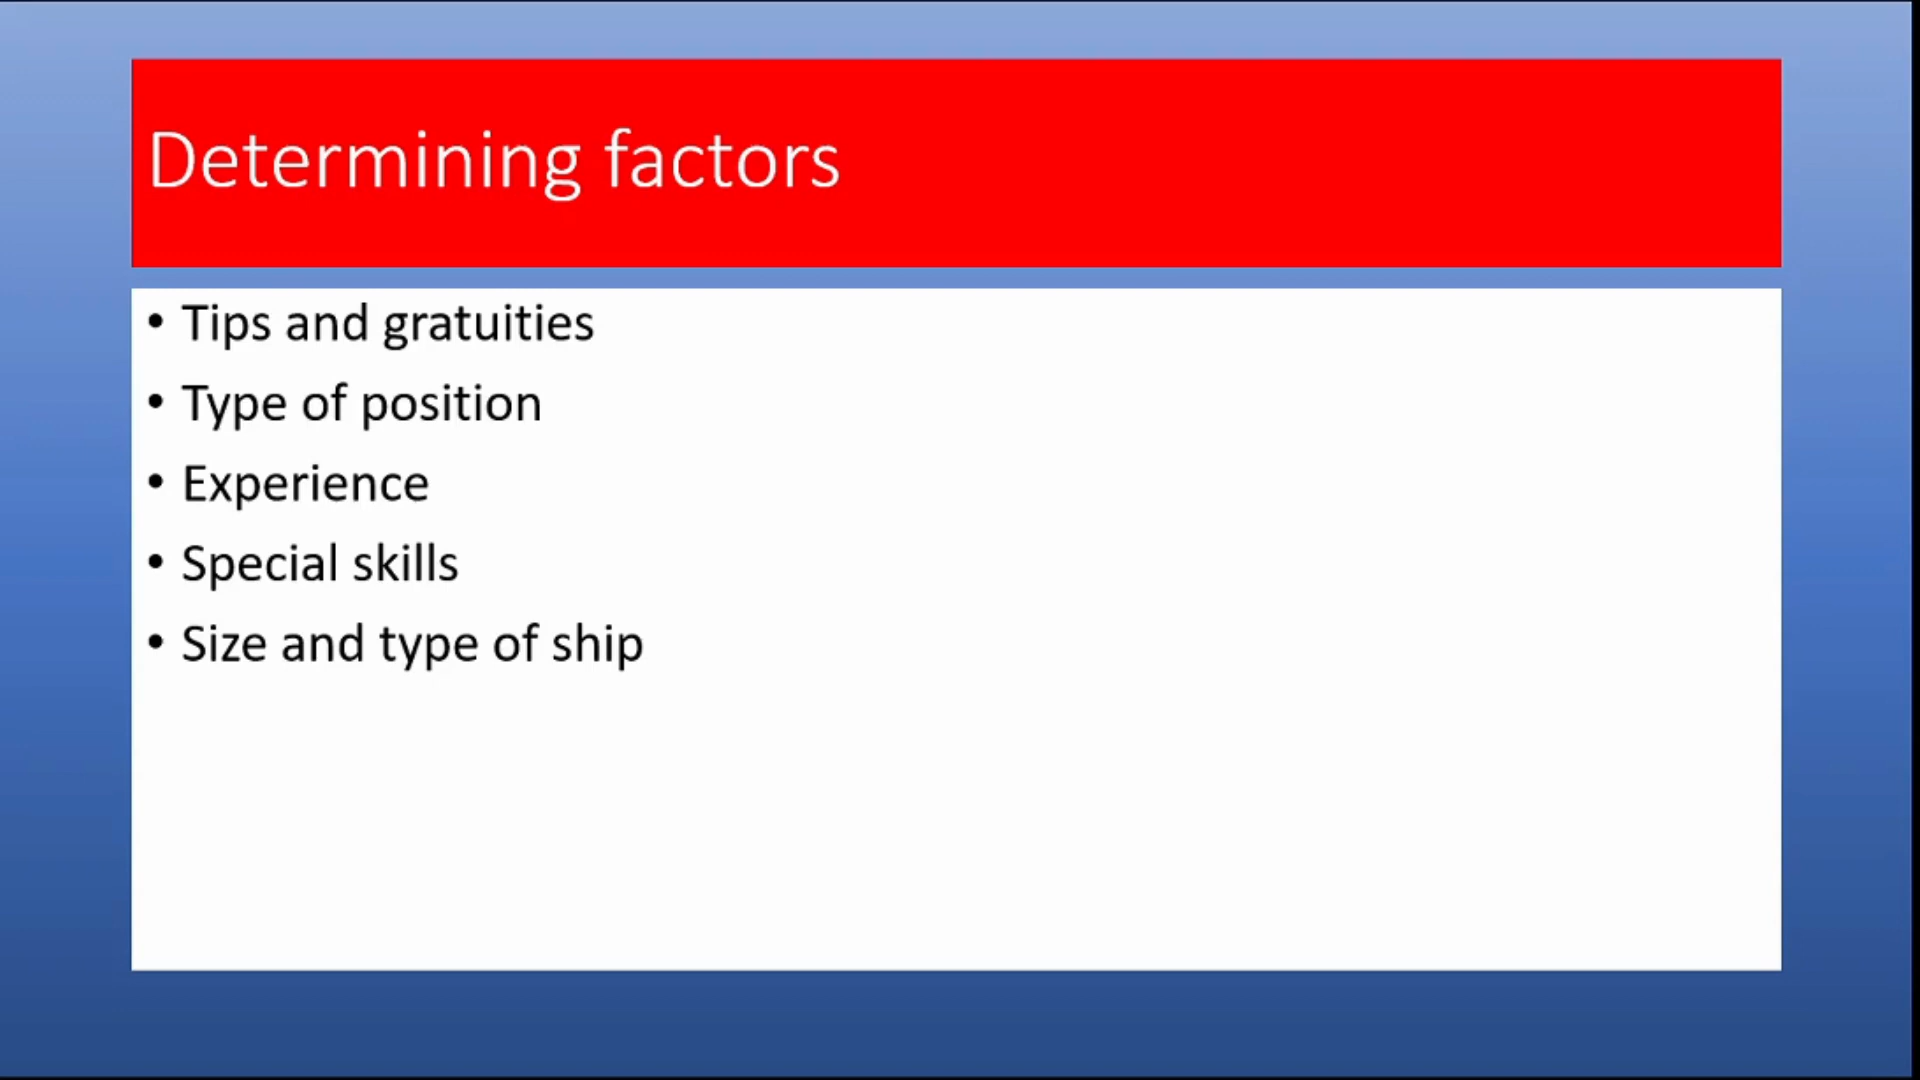 Determining factors
• Tips and gratuities
• Type of position
• Experience
• Special skills
• Size and type of ship